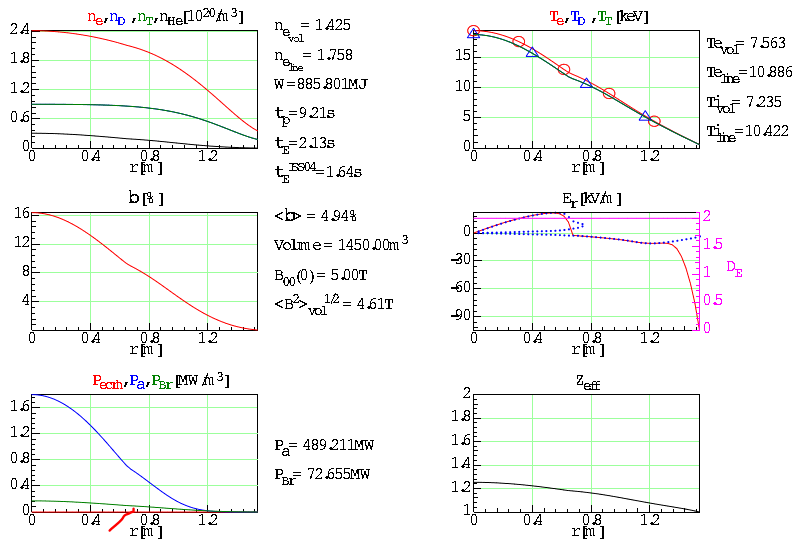 n_e,n_D ,n_T,n_He[10^20/m^3]
2.4
1.8
1.2
0.6
0
0 0.4 0.8 1.2
r[m]
n_e_vol = 1.425
n_e_line = 1.758
W=885.801MJ
t_p=9.21s
t_E=2.13s
t_E^ISS04=1.64s
T_e,T_D ,T_T[keV]
15
10
5
0
0 0.4 0.8 1.2
r[m]
Te_vol = 7.563
Te_line = 10.886
Ti_vol = 7.235
Ti_line = 10.422
b[%]
16
12
8
4
0 0.4 0.8 1.2
r[m]
<b> = 4.94%
Volume = 1450.00m^3
B_00(0) = 5.00T
<B^2>_vol^1/2 = 4.61T
E_r[kV/m]
0
-30
-60
-90
2
1.5
1
0.5
0
D_E
0 0.4 0.8 1.2
r[m]
P_ecrh,P_a,P_Br[MW/m^3]
1.6
1.2
0.8
0.4
0
0 0.4 0.8 1.2
r[m]
P_a= 489.211MW
P_Br= 72.655MW
Z_eff
2
1.8
1.6
1.4
1.2
1
0 0.4 0.8 1.2
r[m]